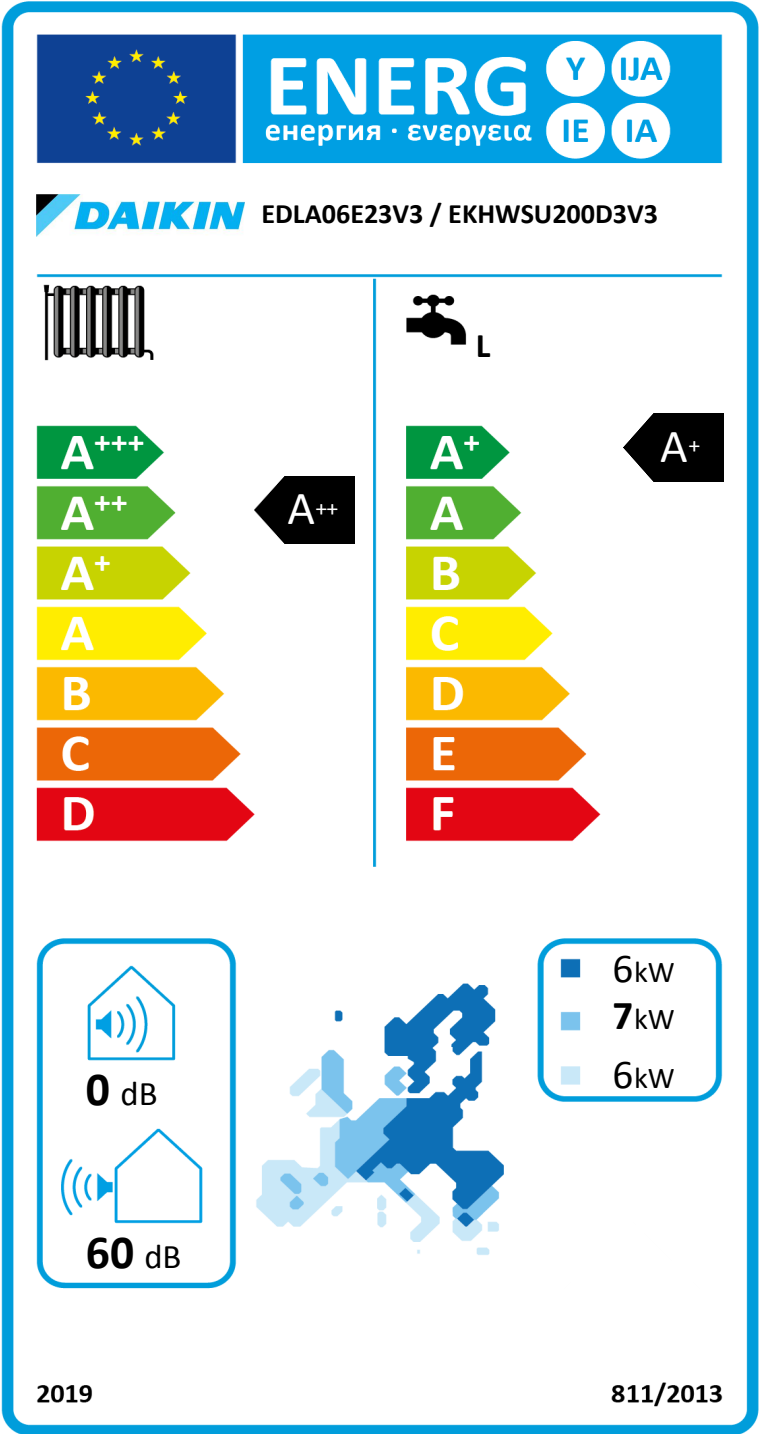 ENERG Y IJA
енергия · ενεργεια IE IA
DAIKIN EDLA06E23V3 / EKHWSU200D3V3
L
A+++
A++
A+
A
B
C
D
A++
A+
A
B
C
D
E
F
A+
0 dB
60 dB
6kW
7kW
6kW
2019
811/2013